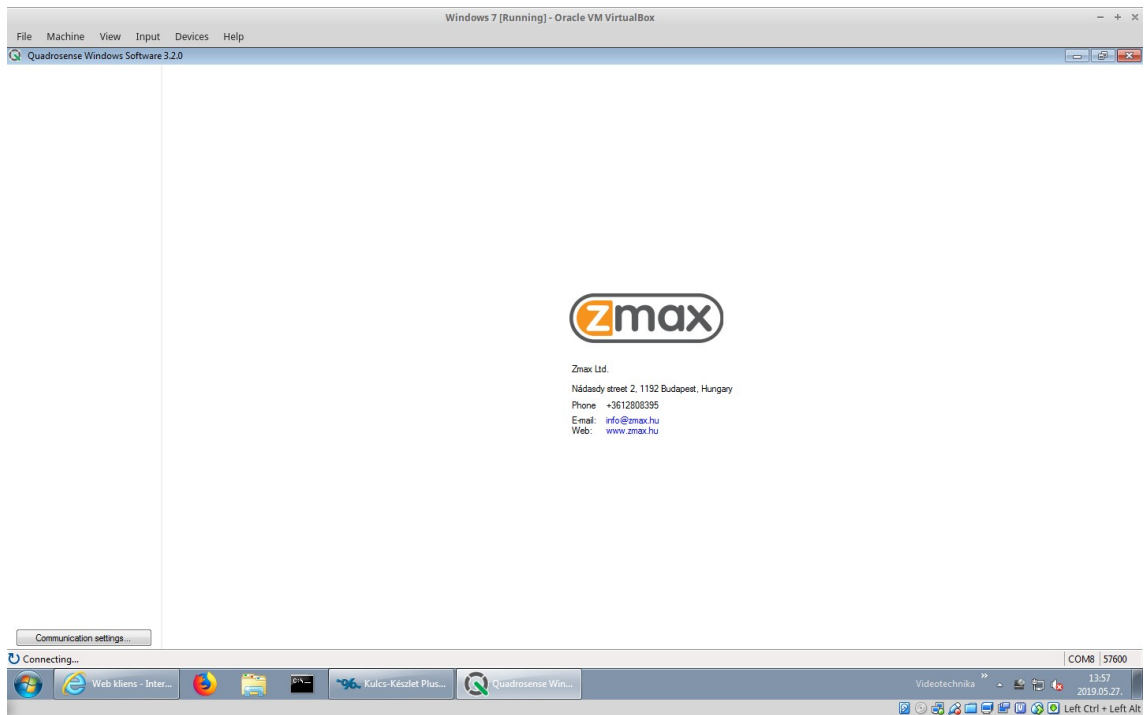 Windows 7 [Running] - Oracle VM VirtualBox
File Machine View Input Devices Help
Quadrosense Windows Software 3.2.0
zmax
Zmax Ltd.
Nádasdy street 2, 1192 Budapest, Hungary
Phone +3612808395
E-mail: info@zmax.hu
Web: www.zmax.hu
Communication settings...
Connecting...
COM8 57600
Web kliens - Inter...
C:\_
96 Kulcs-Készlet Plus...
Quadrosense Win...
Videotechnika »
13:57
2019.05.27.
Left Ctrl + Left Alt